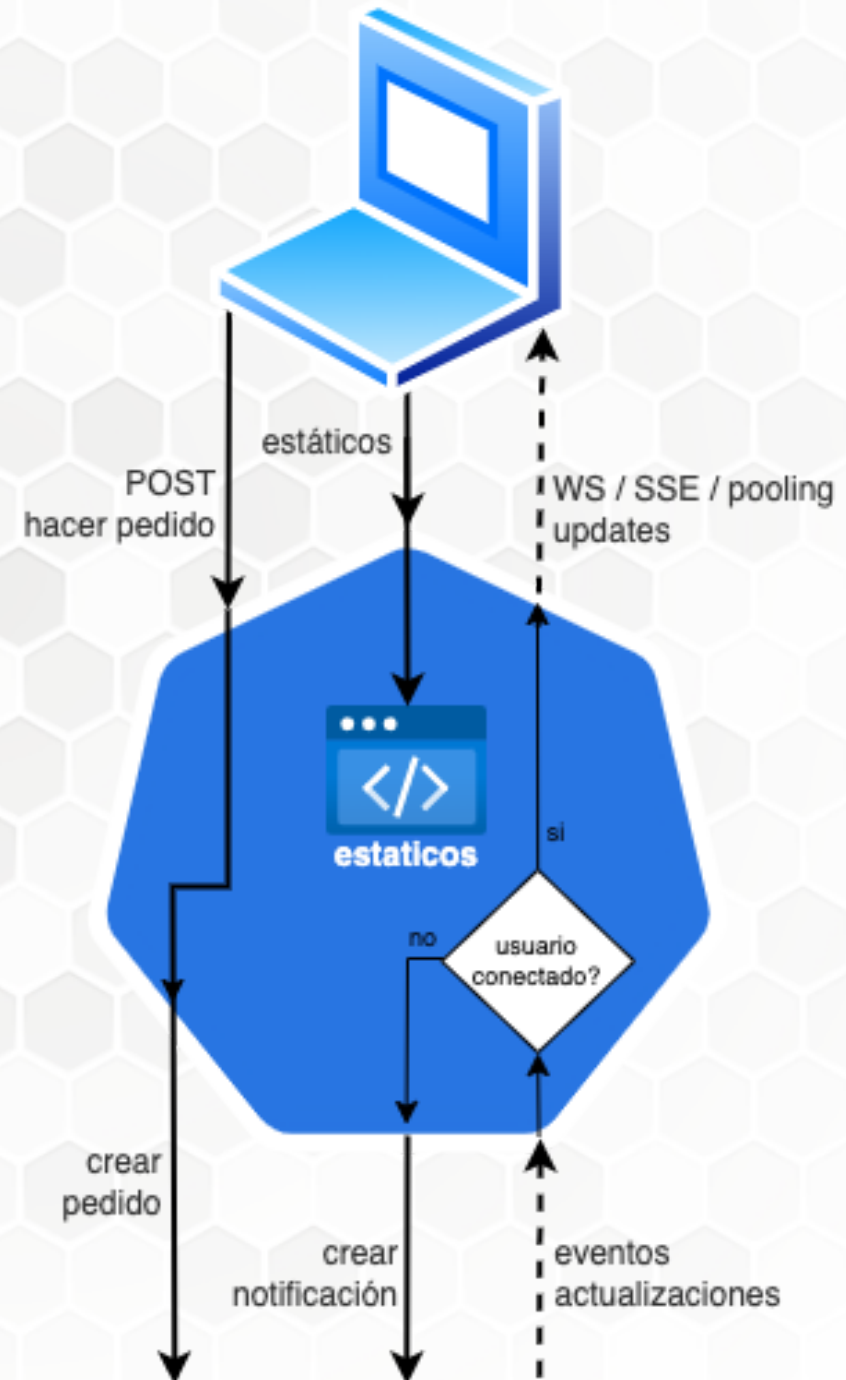 estáticos
POST
hacer pedido
WS / SSE / pooling
updates
</>
estaticos
si
no
usuario
conectado?
crear
pedido
crear
notificación
eventos
actualizaciones